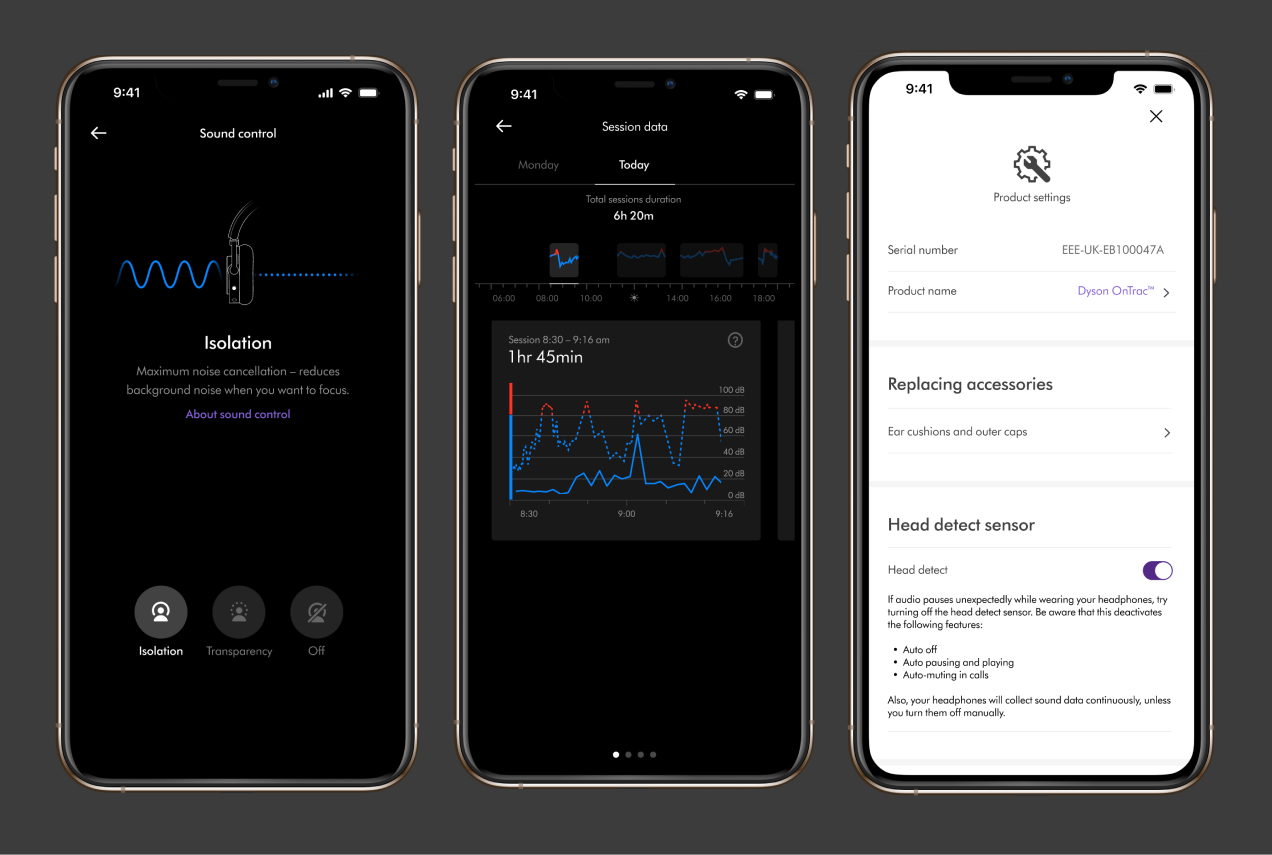 9:41
Sound control
Isolation
Maximum noise cancellation – reduces
background noise when you want to focus.
About sound control
Isolation
Transparency
Off
9:41
Session data
Monday
Today
Total sessions duration
6h 20m
06:00
08:00
10:00
14:00
16:00
18:00
Session 8:30 – 9:16 am
?
1hr 45min
100 dB
80 dB
60 dB
40 dB
20 dB
0 dB
8:30
9:00
9:16
9:41
Product settings
Serial number
EEE-UK-EB100047A
Product name
Dyson OnTrac™
Replacing accessories
Ear cushions and outer caps
Head detect sensor
Head detect
If audio pauses unexpectedly while wearing your headphones, try
turning off the head detect sensor. Be aware that this deactivates
the following features:
• Auto off
• Auto pausing and playing
• Auto-muting in calls
Also, your headphones will collect sound data continuously, unless
you turn them off manually.